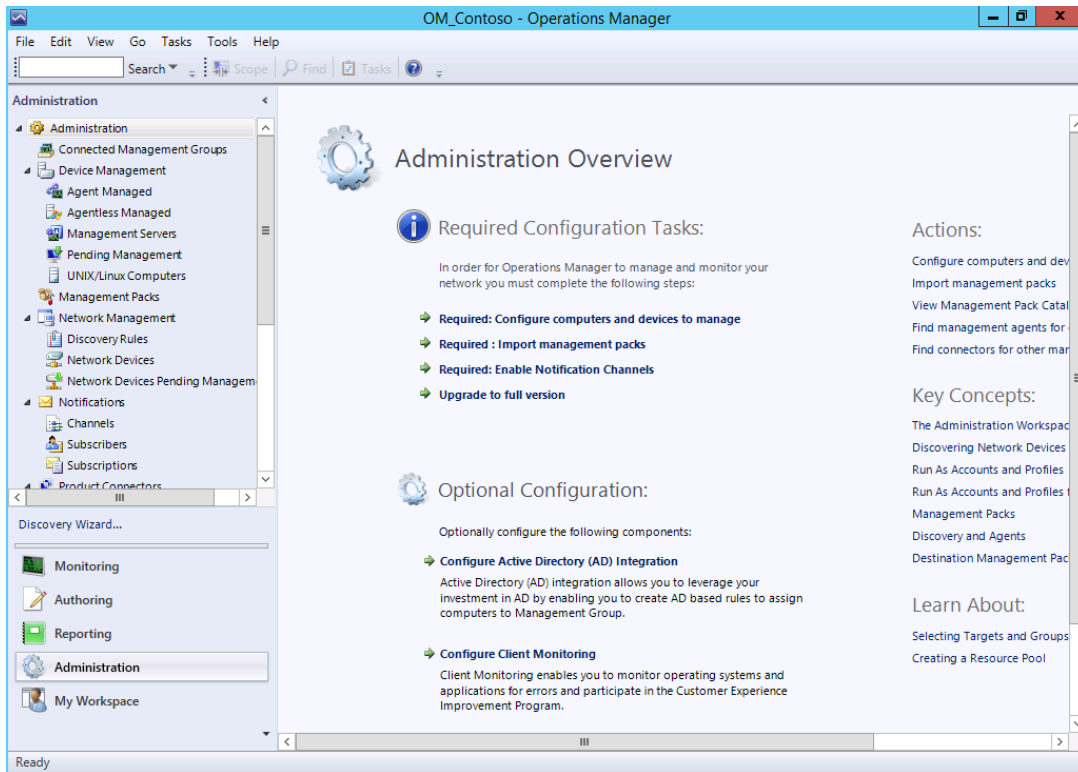 OM_Contoso - Operations Manager
File Edit View Go Tasks Tools Help
Search Scope Find Tasks
Administration
Administration
Connected Management Groups
Device Management
Agent Managed
Agentless Managed
Management Servers
Pending Management
UNIX/Linux Computers
Management Packs
Network Management
Discovery Rules
Network Devices
Network Devices Pending Managem
Notifications
Channels
Subscribers
Subscriptions
Product Connectors
Discovery Wizard...
Monitoring
Authoring
Reporting
Administration
My Workspace
Administration Overview
Required Configuration Tasks:
In order for Operations Manager to manage and monitor your
network you must complete the following steps:
Required: Configure computers and devices to manage
Required : Import management packs
Required: Enable Notification Channels
Upgrade to full version
Optional Configuration:
Optionally configure the following components:
Configure Active Directory (AD) Integration
Active Directory (AD) integration allows you to leverage your
investment in AD by enabling you to create AD based rules to assign
computers to Management Group.
Configure Client Monitoring
Client Monitoring enables you to monitor operating systems and
applications for errors and participate in the Customer Experience
Improvement Program.
Actions:
Configure computers and dev
Import management packs
View Management Pack Catal
Find management agents for
Find connectors for other mar
Key Concepts:
The Administration Workspac
Discovering Network Devices
Run As Accounts and Profiles
Run As Accounts and Profiles
Management Packs
Discovery and Agents
Destination Management Pac
Learn About:
Selecting Targets and Groups
Creating a Resource Pool
Ready